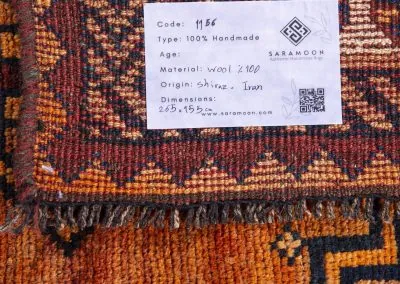 Code: 1156
Type: 100% Handmade
Age:
Material: wool %100
Origin: shiraz. Iran
Dimensions:
265 * 155 cm
SARAMOON
www.saramoon.com